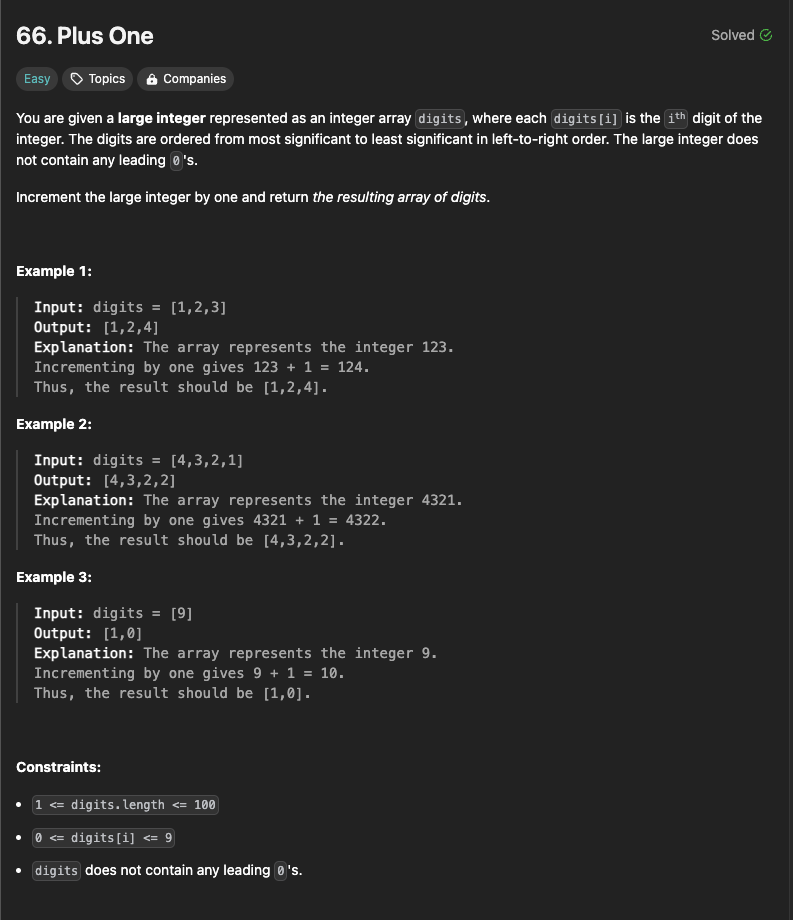 66. Plus One
Solved
Easy
Topics
Companies
You are given a large integer represented as an integer array digits, where each digits[i] is the ith digit of the
integer. The digits are ordered from most significant to least significant in left-to-right order. The large integer does
not contain any leading 0's.
Increment the large integer by one and return the resulting array of digits.
Example 1:
Input: digits = [1,2,3]
Output: [1,2,4]
Explanation: The array represents the integer 123.
Incrementing by one gives 123 + 1 = 124.
Thus, the result should be [1,2,4].
Example 2:
Input: digits = [4,3,2,1]
Output: [4,3,2,2]
Explanation: The array represents the integer 4321.
Incrementing by one gives 4321 + 1 = 4322.
Thus, the result should be [4,3,2,2].
Example 3:
Input: digits = [9]
Output: [1,0]
Explanation: The array represents the integer 9.
Incrementing by one gives 9 + 1 = 10.
Thus, the result should be [1,0].
Constraints:
• 1 <= digits.length <= 100
• 0 <= digits[i] <= 9
• digits does not contain any leading 0's.